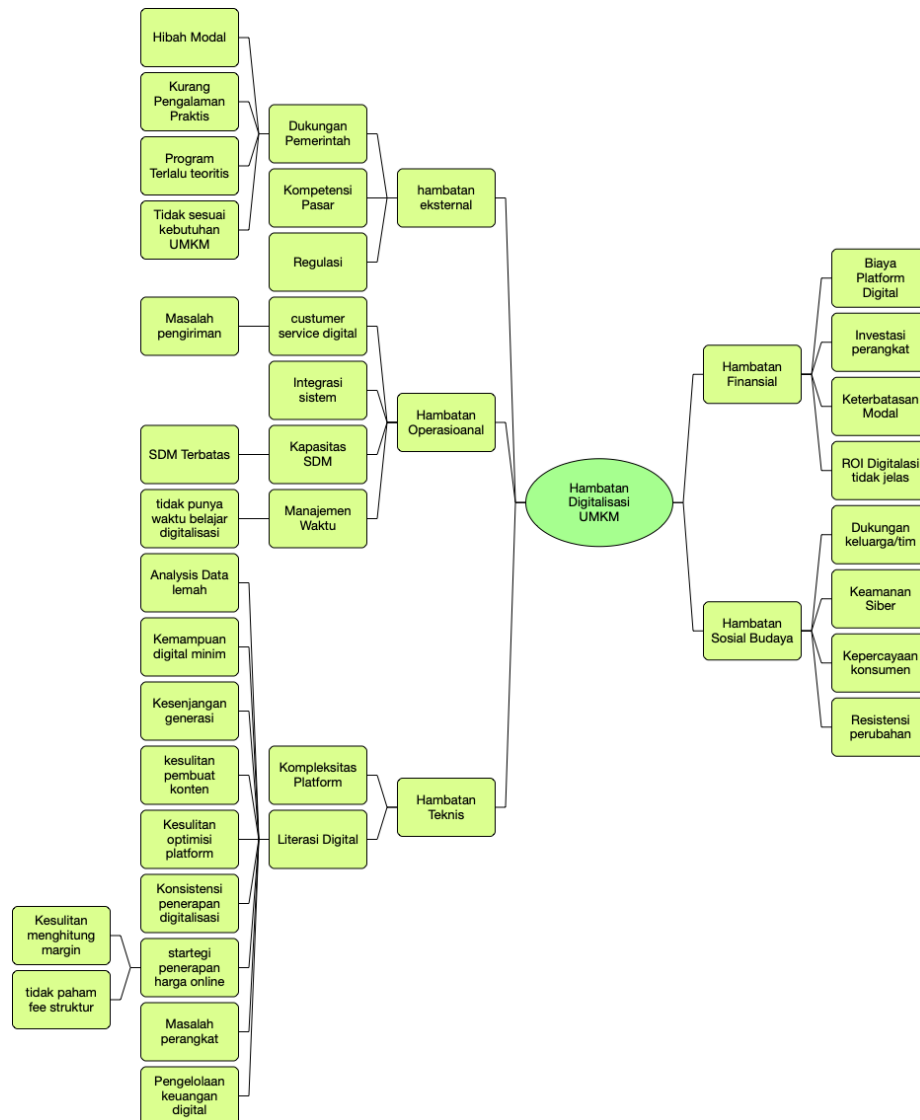 Hibah Modal
Kurang
Pengalaman
Praktis
Program
Terlalu teoritis
Tidak sesuai
kebutuhan
UMKM
Dukungan
Pemerintah
Kompetensi
Pasar
Regulasi
hambatan
eksternal
Masalah
pengiriman
custumer
service digital
Integrasi
sistem
SDM Terbatas
Kapasitas
SDM
tidak punya
waktu belajar
digitalisasi
Manajemen
Waktu
Hambatan
Operasioanal
Analysis Data
lemah
Kemampuan
digital minim
Kesenjangan
generasi
kesulitan
pembuat
konten
Kesulitan
optimisi
platform
Konsistensi
penerapan
digitalisasi
Kesulitan
menghitung
margin
tidak paham
fee struktur
startegi
penerapan
harga online
Masalah
perangkat
Pengelolaan
keuangan
digital
Kompleksitas
Platform
Literasi Digital
Hambatan
Teknis
Hambatan
Digitalisasi
UMKM
Hambatan
Finansial
Biaya
Platform
Digital
Investasi
perangkat
Keterbatasan
Modal
ROI Digitalasi
tidak jelas
Hambatan
Sosial Budaya
Dukungan
keluarga/tim
Keamanan
Siber
Kepercayaan
konsumen
Resistensi
perubahan